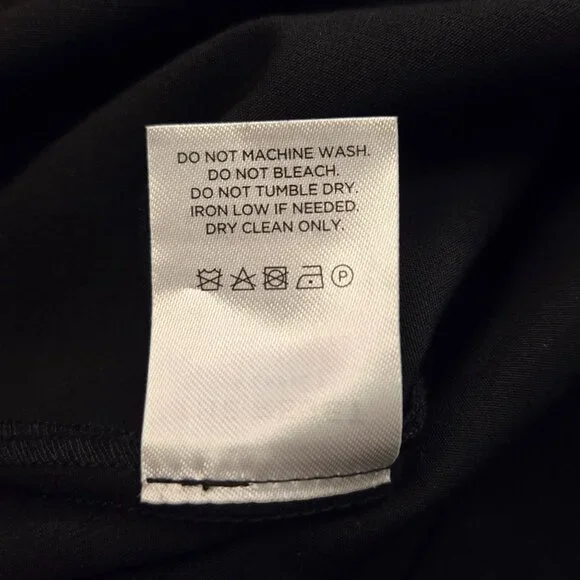 DO NOT MACHINE WASH.
DO NOT BLEACH.
DO NOT TUMBLE DRY.
IRON LOW IF NEEDED.
DRY CLEAN ONLY.
P